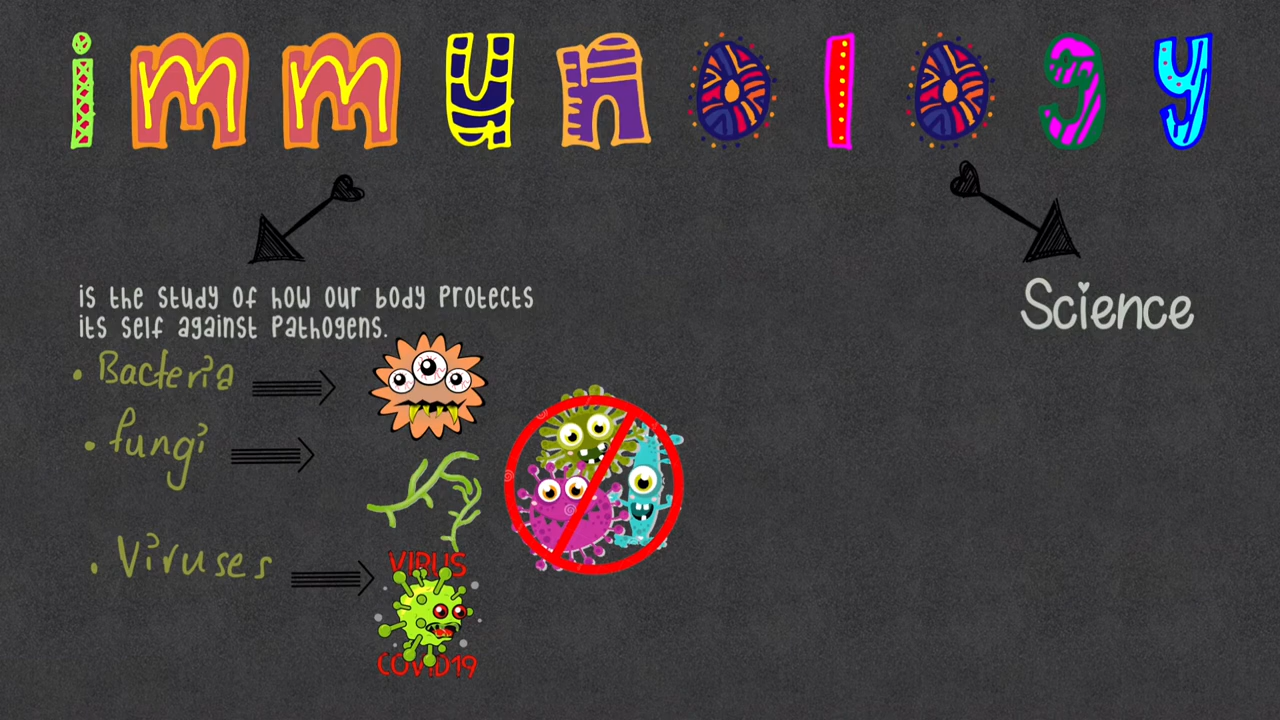 immunology
is the study of how our body Protects
its self against Pathogens.
Science
• Bacteria
• fungi
• Viruses
VIRUS
COVID19